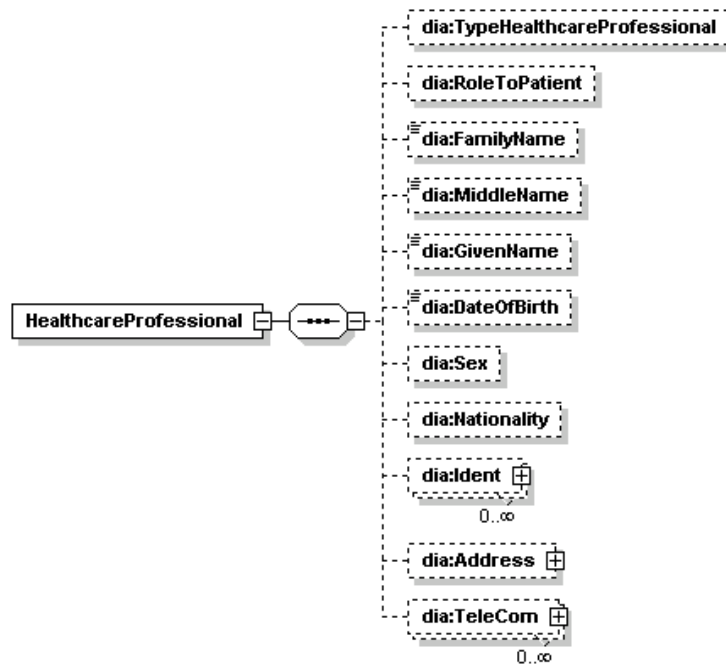 dia:TypeHealthcareProfessional
dia:RoleToPatient
dia:FamilyName
dia:MiddleName
dia:GivenName
HealthcareProfessional
dia:DateOfBirth
dia:Sex
dia:Nationality
dia:Ident
0..∞
dia:Address
dia:TeleCom
0..∞